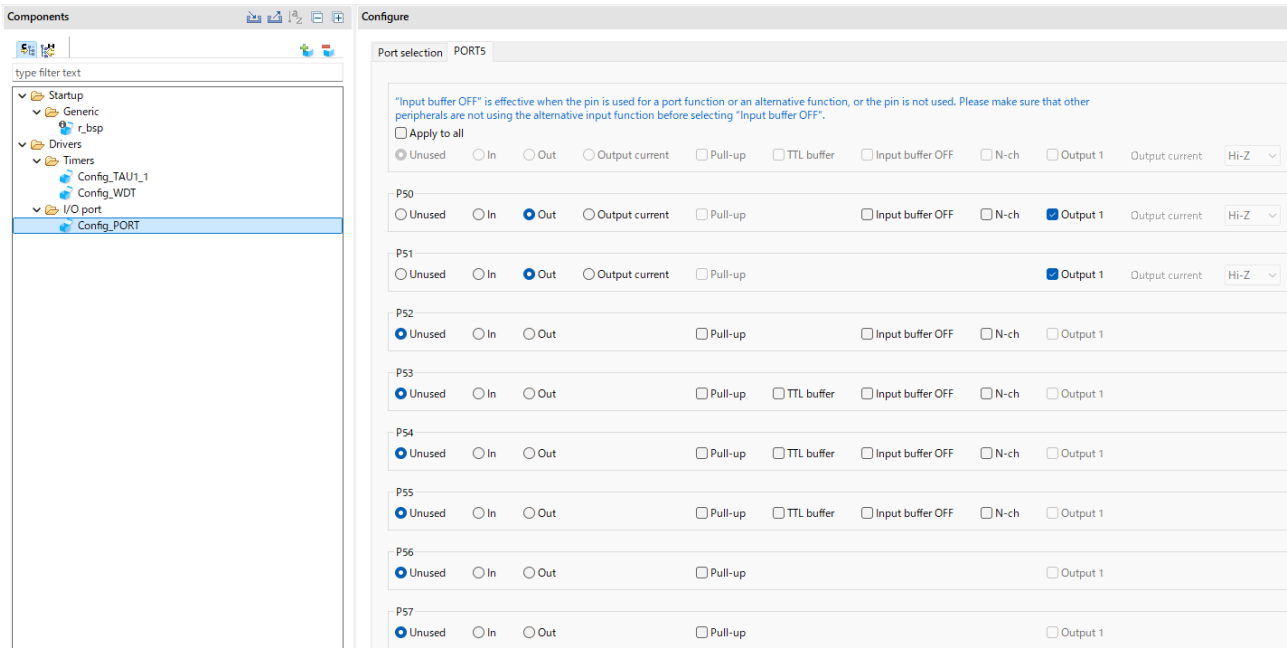 Components
type filter text
Startup
Generic
r_bsp
Drivers
Timers
Config_TAU1_1
Config_WDT
I/O port
Config_PORT
Configure
Port selection PORT5
"Input buffer OFF" is effective when the pin is used for a port function or an alternative function, or the pin is not used. Please make sure that other
peripherals are not using the alternative input function before selecting "Input buffer OFF".
Apply to all
Unused In Out Output current Pull-up TTL buffer Input buffer OFF N-ch Output 1 Output current Hi-Z
P50
Unused In Out Output current Pull-up Input buffer OFF N-ch Output 1 Output current Hi-Z
P51
Unused In Out Output current Pull-up Output 1 Output current Hi-Z
P52
Unused In Out Pull-up Input buffer OFF N-ch Output 1
P53
Unused In Out Pull-up TTL buffer Input buffer OFF N-ch Output 1
P54
Unused In Out Pull-up TTL buffer Input buffer OFF N-ch Output 1
P55
Unused In Out Pull-up TTL buffer Input buffer OFF N-ch Output 1
P56
Unused In Out Pull-up Output 1
P57
Unused In Out Pull-up Output 1